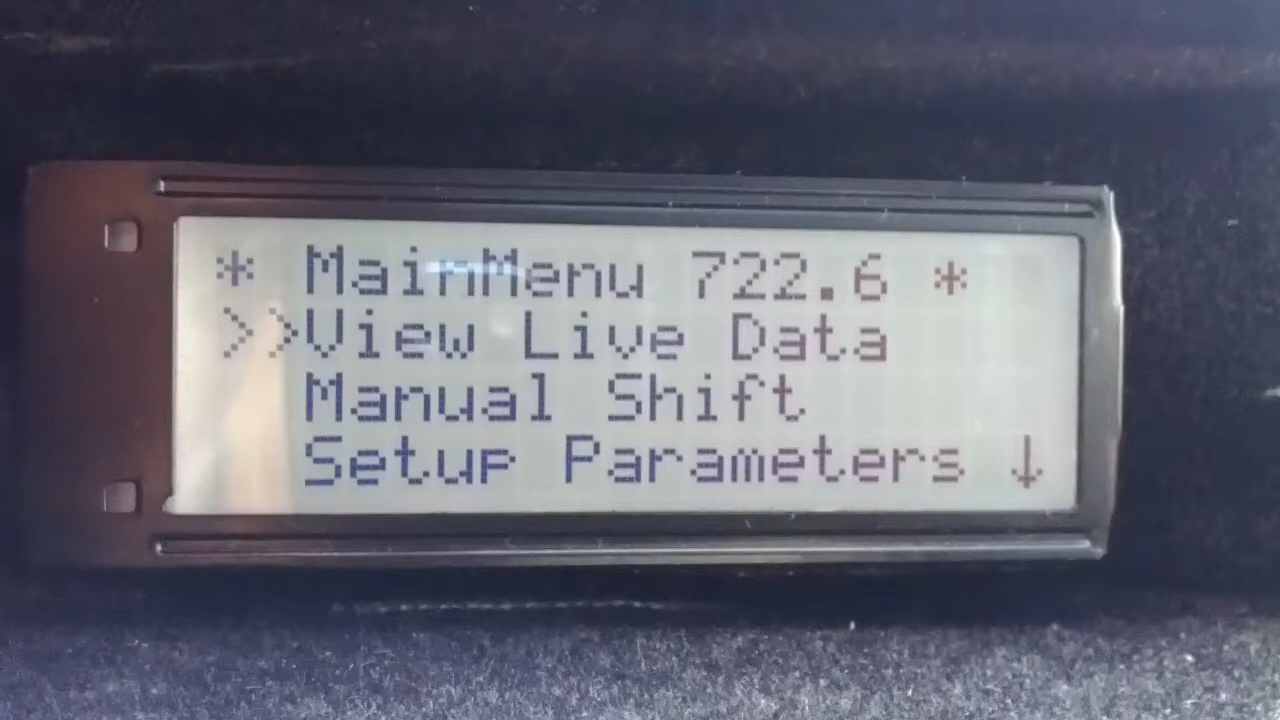 * MainMenu 722.6 *
>>View Live Data
Manual Shift
Setup Parameters ↓